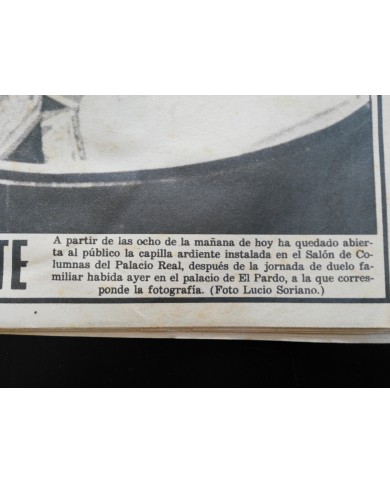 TE
A partir de las ocho de la mañana de hoy ha quedado abier-
ta al público la capilla ardiente instalada en el Salón de Co-
lumnas del Palacio Real, después de la jornada de duelo fa-
miliar habida ayer en el palacio de El Pardo, a la que corres-
ponde la fotografía. (Foto Lucio Soriano.)